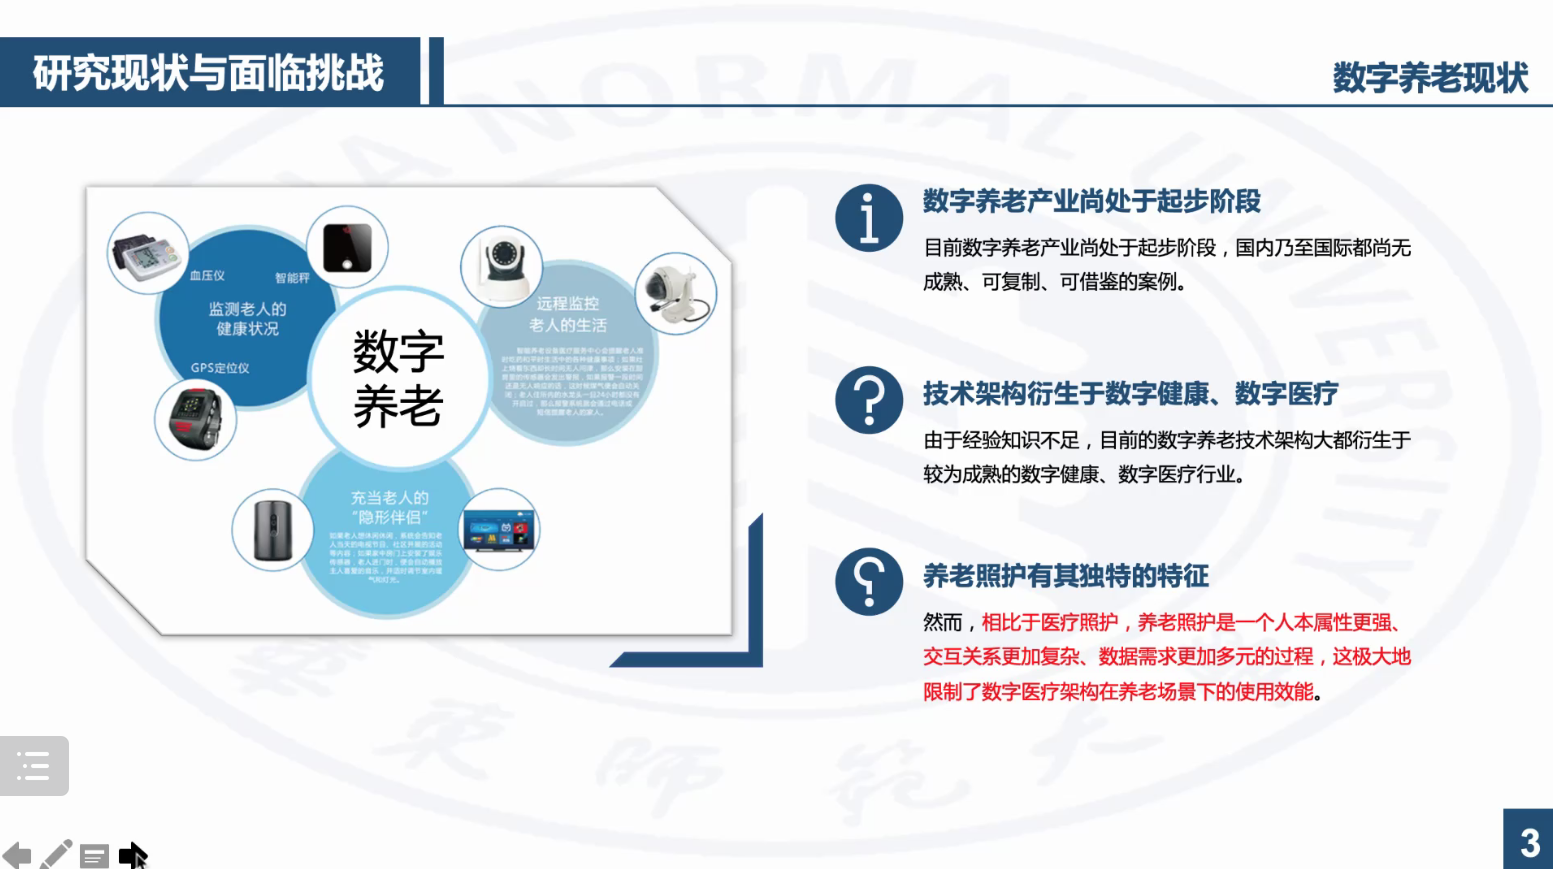 研究现状与面临挑战
数字养老现状
血压仪
智能秤
监测老人的
健康状况
GPS定位仪
数字
养老
远程监控
老人的生活
充当老人的
“隐形伴侣”
数字养老产业尚处于起步阶段
目前数字养老产业尚处于起步阶段，国内乃至国际都尚无
成熟、可复制、可借鉴的案例。
技术架构衍生于数字健康、数字医疗
由于经验知识不足，目前的数字养老技术架构大都衍生于
较为成熟的数字健康、数字医疗行业。
养老照护有其独特的特征
然而，相比于医疗照护，养老照护是一个人本属性更强、
交互关系更加复杂、数据需求更加多元的过程，这极大地
限制了数字医疗架构在养老场景下的使用效能。
NORMAL UNIVERSITY
3